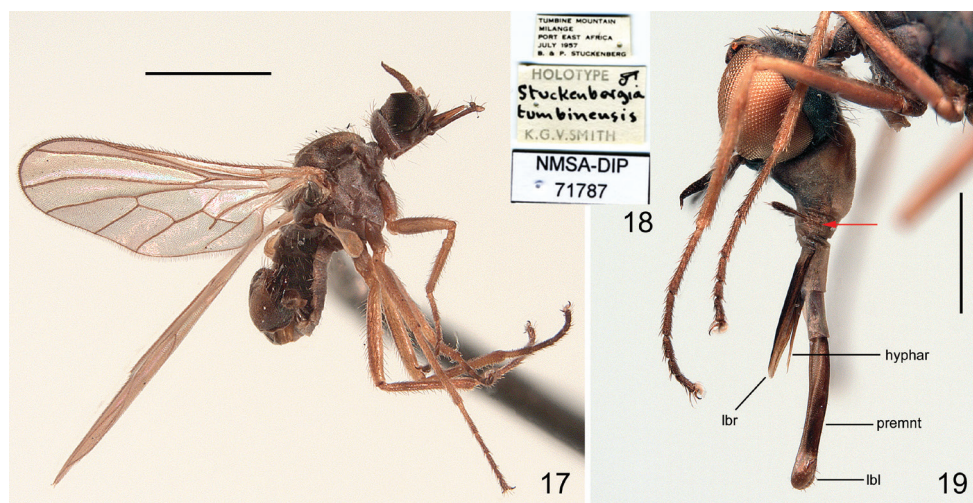 TUMBINE MOUNTAIN
MILANGE
PORT EAST AFRICA
JULY 1957
B. & P. STUCKENBERG
HOLOTYPE ♂
Stuckenbergia
tumbinensis
K.G.V.SMITH
NMSA-DIP
71787
17
18
hyphar
lbr
premnt
lbl
19